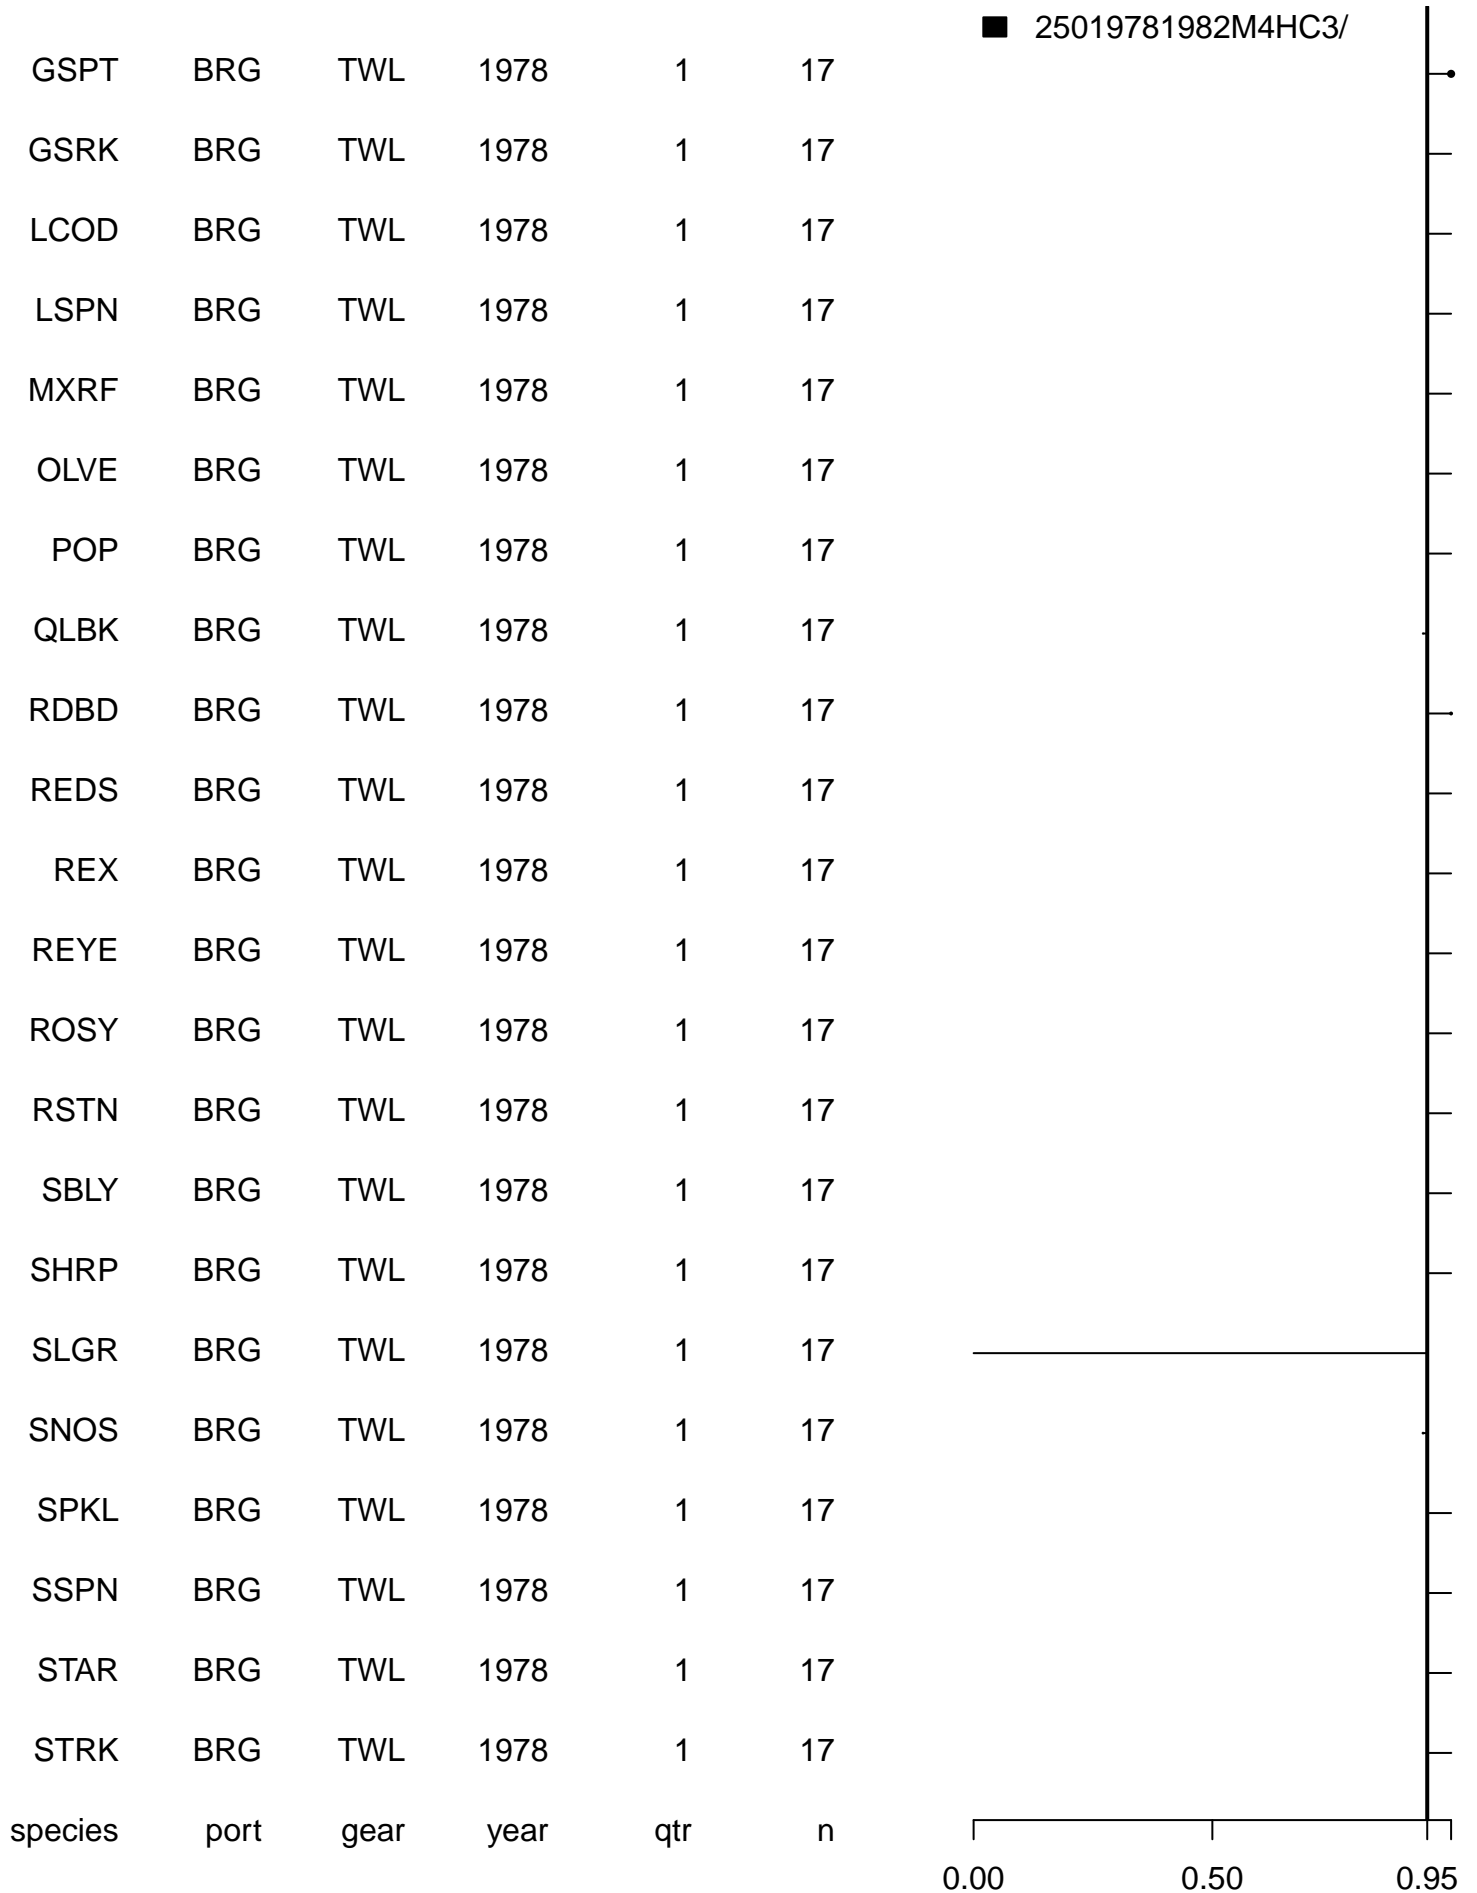 25019781982M4HC3/
GSPT BRG TWL 1978 1 17
GSRK BRG TWL 1978 1 17
LCOD BRG TWL 1978 1 17
LSPN BRG TWL 1978 1 17
MXRF BRG TWL 1978 1 17
OLVE BRG TWL 1978 1 17
POP BRG TWL 1978 1 17
QLBK BRG TWL 1978 1 17
RDBD BRG TWL 1978 1 17
REDS BRG TWL 1978 1 17
REX BRG TWL 1978 1 17
REYE BRG TWL 1978 1 17
ROSY BRG TWL 1978 1 17
RSTN BRG TWL 1978 1 17
SBLY BRG TWL 1978 1 17
SHRP BRG TWL 1978 1 17
SLGR BRG TWL 1978 1 17
SNOS BRG TWL 1978 1 17
SPKL BRG TWL 1978 1 17
SSPN BRG TWL 1978 1 17
STAR BRG TWL 1978 1 17
STRK BRG TWL 1978 1 17
species port gear year qtr n
0.00 0.50 0.95